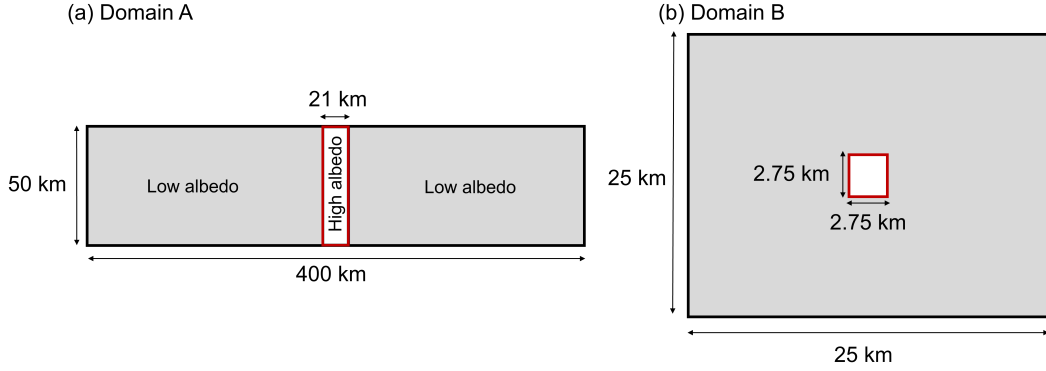 (a) Domain A
21 km
50 km
Low albedo
High albedo
Low albedo
400 km
(b) Domain B
25 km
2.75 km
2.75 km
25 km